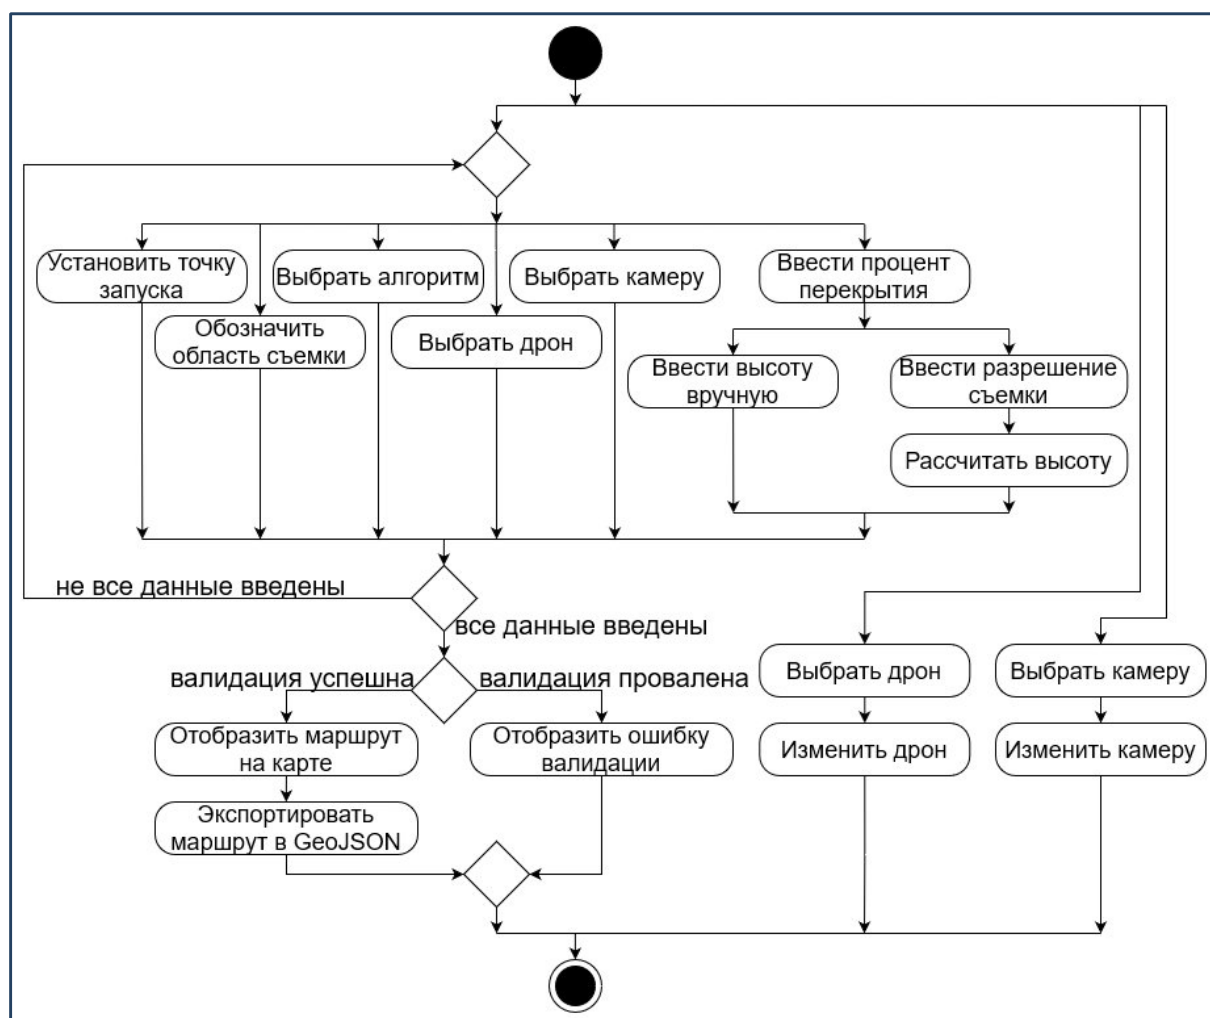 Установить точку
запуска
Обозначить
область съемки
Выбрать алгоритм
Выбрать дрон
Выбрать камеру
Ввести процент
перекрытия
Ввести высоту
вручную
Ввести разрешение
съемки
Рассчитать высоту
не все данные введены
все данные введены
валидация успешна
валидация провалена
Отобразить маршрут
на карте
Экспортировать
маршрут в GeoJSON
Отобразить ошибку
валидации
Выбрать дрон
Изменить дрон
Выбрать камеру
Изменить камеру